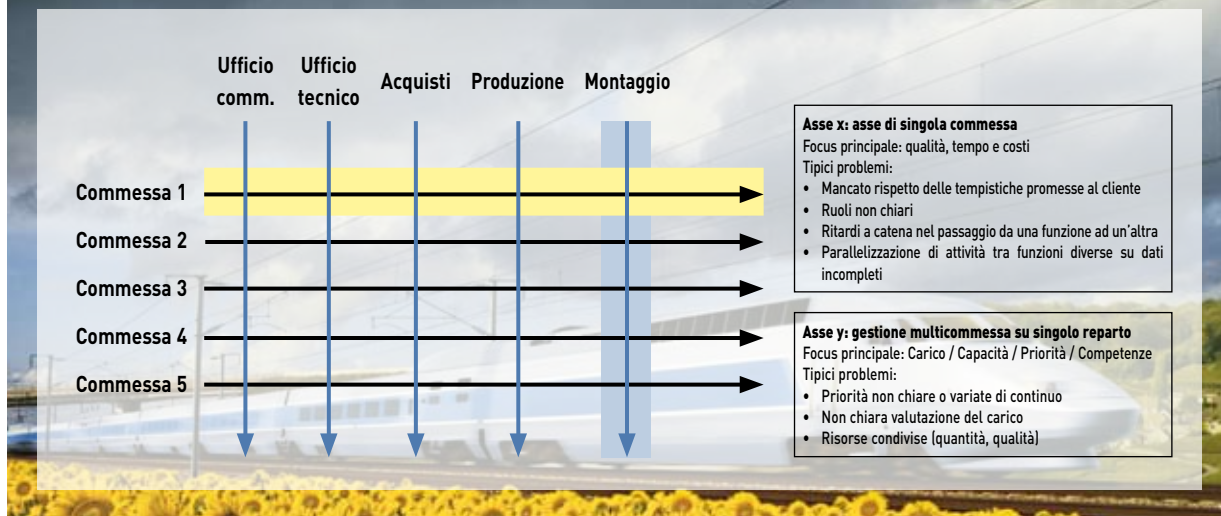 Ufficio comm.
Ufficio tecnico
Acquisti
Produzione
Montaggio
Commessa 1
Commessa 2
Commessa 3
Commessa 4
Commessa 5
Asse x: asse di singola commessa
Focus principale: qualità, tempo e costi
Tipici problemi:
• Mancato rispetto delle tempistiche promesse al cliente
• Ruoli non chiari
• Ritardi a catena nel passaggio da una funzione ad un'altra
• Parallelizzazione di attività tra funzioni diverse su dati
incompleti
Asse y: gestione multicommessa su singolo reparto
Focus principale: Carico / Capacità / Priorità / Competenze
Tipici problemi:
• Priorità non chiare o variate di continuo
• Non chiara valutazione del carico
• Risorse condivise (quantità, qualità)